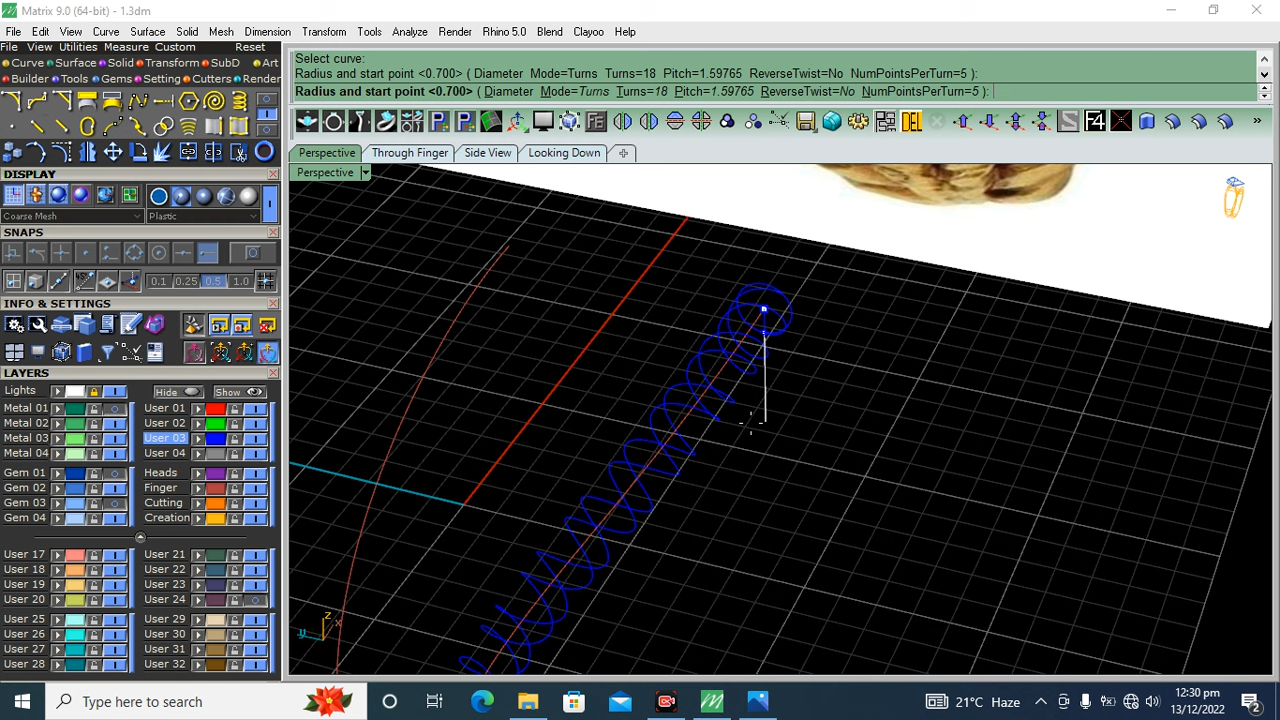 Matrix 9.0 (64-bit) - 1.3dm
File Edit View Curve Surface Solid Mesh Dimension Transform Tools Analyze Render Rhino 5.0 Blend Clayoo Help
File View Utilities Measure Custom Reset
Curve Surface Solid Transform SubD Art
Builder Tools Gems Setting Cutters Render
Select curve:
Radius and start point <0.700> ( Diameter Mode=Turns Turns=18 Pitch=1.59765 ReverseTwist=No NumPointsPerTurn=5 ):
Radius and start point <0.700> ( Diameter Mode=Turns Turns=18 Pitch=1.59765 ReverseTwist=No NumPointsPerTurn=5 ):
FE DEL F4
Perspective Through Finger Side View Looking Down
Perspective
DISPLAY
Coarse Mesh Plastic
SNAPS
0.1 0.25 0.5 1.0
INFO & SETTINGS
LAYERS
Lights Hide Show
Metal 01 User 01
Metal 02 User 02
Metal 03 User 03
Metal 04 User 04
Gem 01 Heads
Gem 02 Finger
Gem 03 Cutting
Gem 04 Creation
User 17 User 21
User 18 User 22
User 19 User 23
User 20 User 24
User 25 User 29
User 26 User 30
User 27 User 31
User 28 User 32
z x y
Type here to search
21°C Haze
12:30 pm
13/12/2022
2